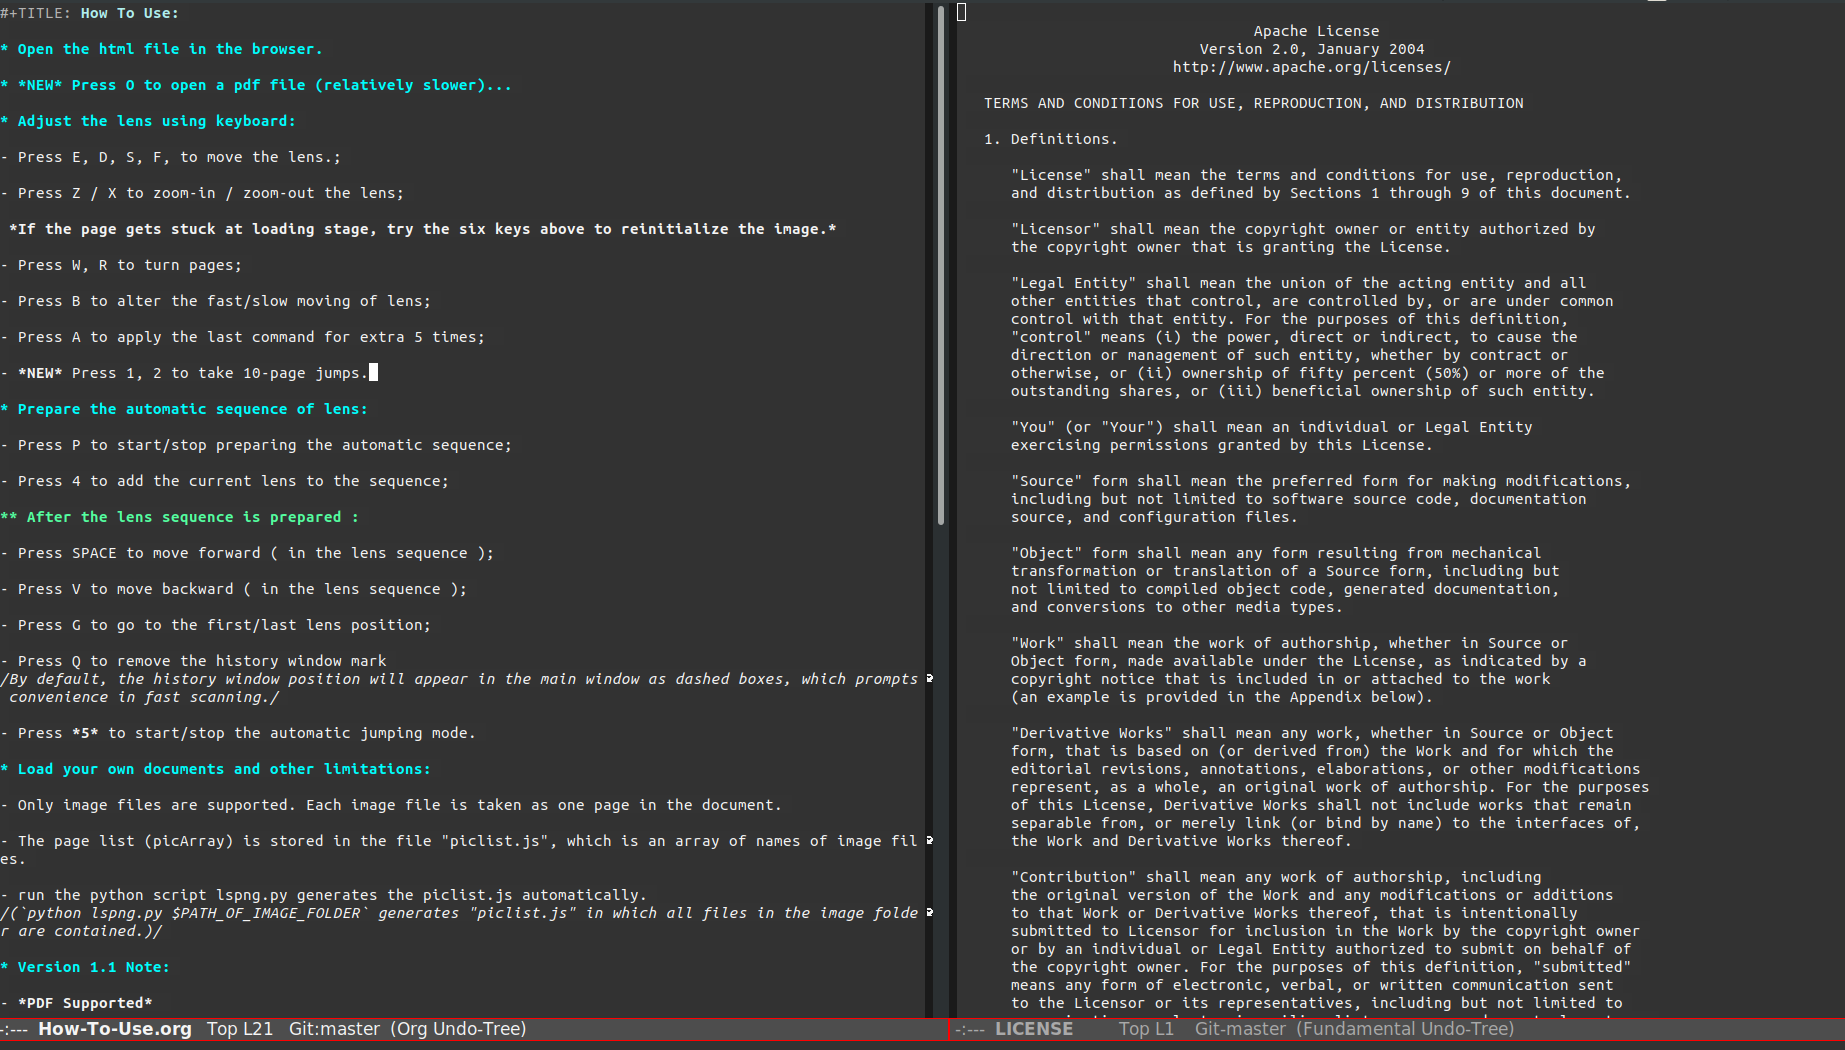 #+TITLE: How To Use:
* Open the html file in the browser.
* *NEW* Press O to open a pdf file (relatively slower)...
* Adjust the lens using keyboard:
- Press E, D, S, F, to move the lens.;
- Press Z / X to zoom-in / zoom-out the lens;
*If the page gets stuck at loading stage, try the six keys above to reinitialize the image.*
- Press W, R to turn pages;
- Press B to alter the fast/slow moving of lens;
- Press A to apply the last command for extra 5 times;
- *NEW* Press 1, 2 to take 10-page jumps.
* Prepare the automatic sequence of lens:
- Press P to start/stop preparing the automatic sequence;
- Press 4 to add the current lens to the sequence;
** After the lens sequence is prepared :
- Press SPACE to move forward ( in the lens sequence );
- Press V to move backward ( in the lens sequence );
- Press G to go to the first/last lens position;
- Press Q to remove the history window mark
/By default, the history window position will appear in the main window as dashed boxes, which prompts
convenience in fast scanning./
- Press *5* to start/stop the automatic jumping mode.
* Load your own documents and other limitations:
- Only image files are supported. Each image file is taken as one page in the document.
- The page list (picArray) is stored in the file "piclist.js", which is an array of names of image fil
es.
- run the python script lspng.py generates the piclist.js automatically.
/(`python lspng.py $PATH_OF_IMAGE_FOLDER` generates "piclist.js" in which all files in the image folde
r are contained.)/
* Version 1.1 Note:
- *PDF Supported*
-:--- How-To-Use.org Top L21 Git:master (Org Undo-Tree)
Apache License
Version 2.0, January 2004
http://www.apache.org/licenses/
TERMS AND CONDITIONS FOR USE, REPRODUCTION, AND DISTRIBUTION
1. Definitions.
"License" shall mean the terms and conditions for use, reproduction,
and distribution as defined by Sections 1 through 9 of this document.
"Licensor" shall mean the copyright owner or entity authorized by
the copyright owner that is granting the License.
"Legal Entity" shall mean the union of the acting entity and all
other entities that control, are controlled by, or are under common
control with that entity. For the purposes of this definition,
"control" means (i) the power, direct or indirect, to cause the
direction or management of such entity, whether by contract or
otherwise, or (ii) ownership of fifty percent (50%) or more of the
outstanding shares, or (iii) beneficial ownership of such entity.
"You" (or "Your") shall mean an individual or Legal Entity
exercising permissions granted by this License.
"Source" form shall mean the preferred form for making modifications,
including but not limited to software source code, documentation
source, and configuration files.
"Object" form shall mean any form resulting from mechanical
transformation or translation of a Source form, including but
not limited to compiled object code, generated documentation,
and conversions to other media types.
"Work" shall mean the work of authorship, whether in Source or
Object form, made available under the License, as indicated by a
copyright notice that is included in or attached to the work
(an example is provided in the Appendix below).
"Derivative Works" shall mean any work, whether in Source or Object
form, that is based on (or derived from) the Work and for which the
editorial revisions, annotations, elaborations, or other modifications
represent, as a whole, an original work of authorship. For the purposes
of this License, Derivative Works shall not include works that remain
separable from, or merely link (or bind by name) to the interfaces of,
the Work and Derivative Works thereof.
"Contribution" shall mean any work of authorship, including
the original version of the Work and any modifications or additions
to that Work or Derivative Works thereof, that is intentionally
submitted to Licensor for inclusion in the Work by the copyright owner
or by an individual or Legal Entity authorized to submit on behalf of
the copyright owner. For the purposes of this definition, "submitted"
means any form of electronic, verbal, or written communication sent
to the Licensor or its representatives, including but not limited to
-:--- LICENSE Top L1 Git-master (Fundamental Undo-Tree)